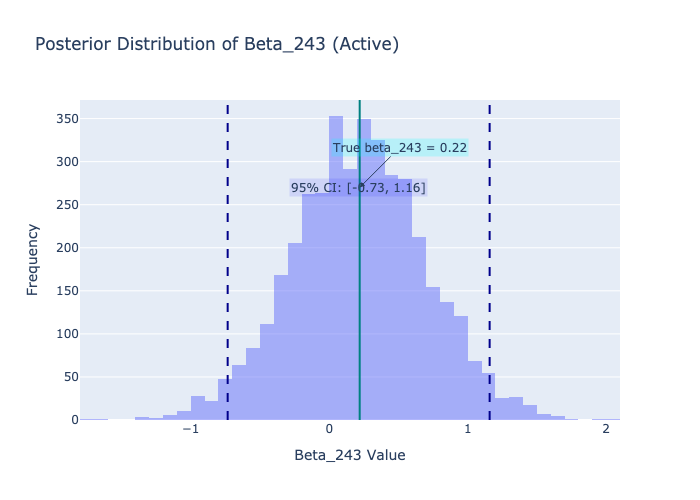 Posterior Distribution of Beta_243 (Active)
350
300
250
200
150
100
50
0
Frequency
True beta_243 = 0.22
95% CI: [-0.73, 1.16]
−1
0
1
2
Beta_243 Value